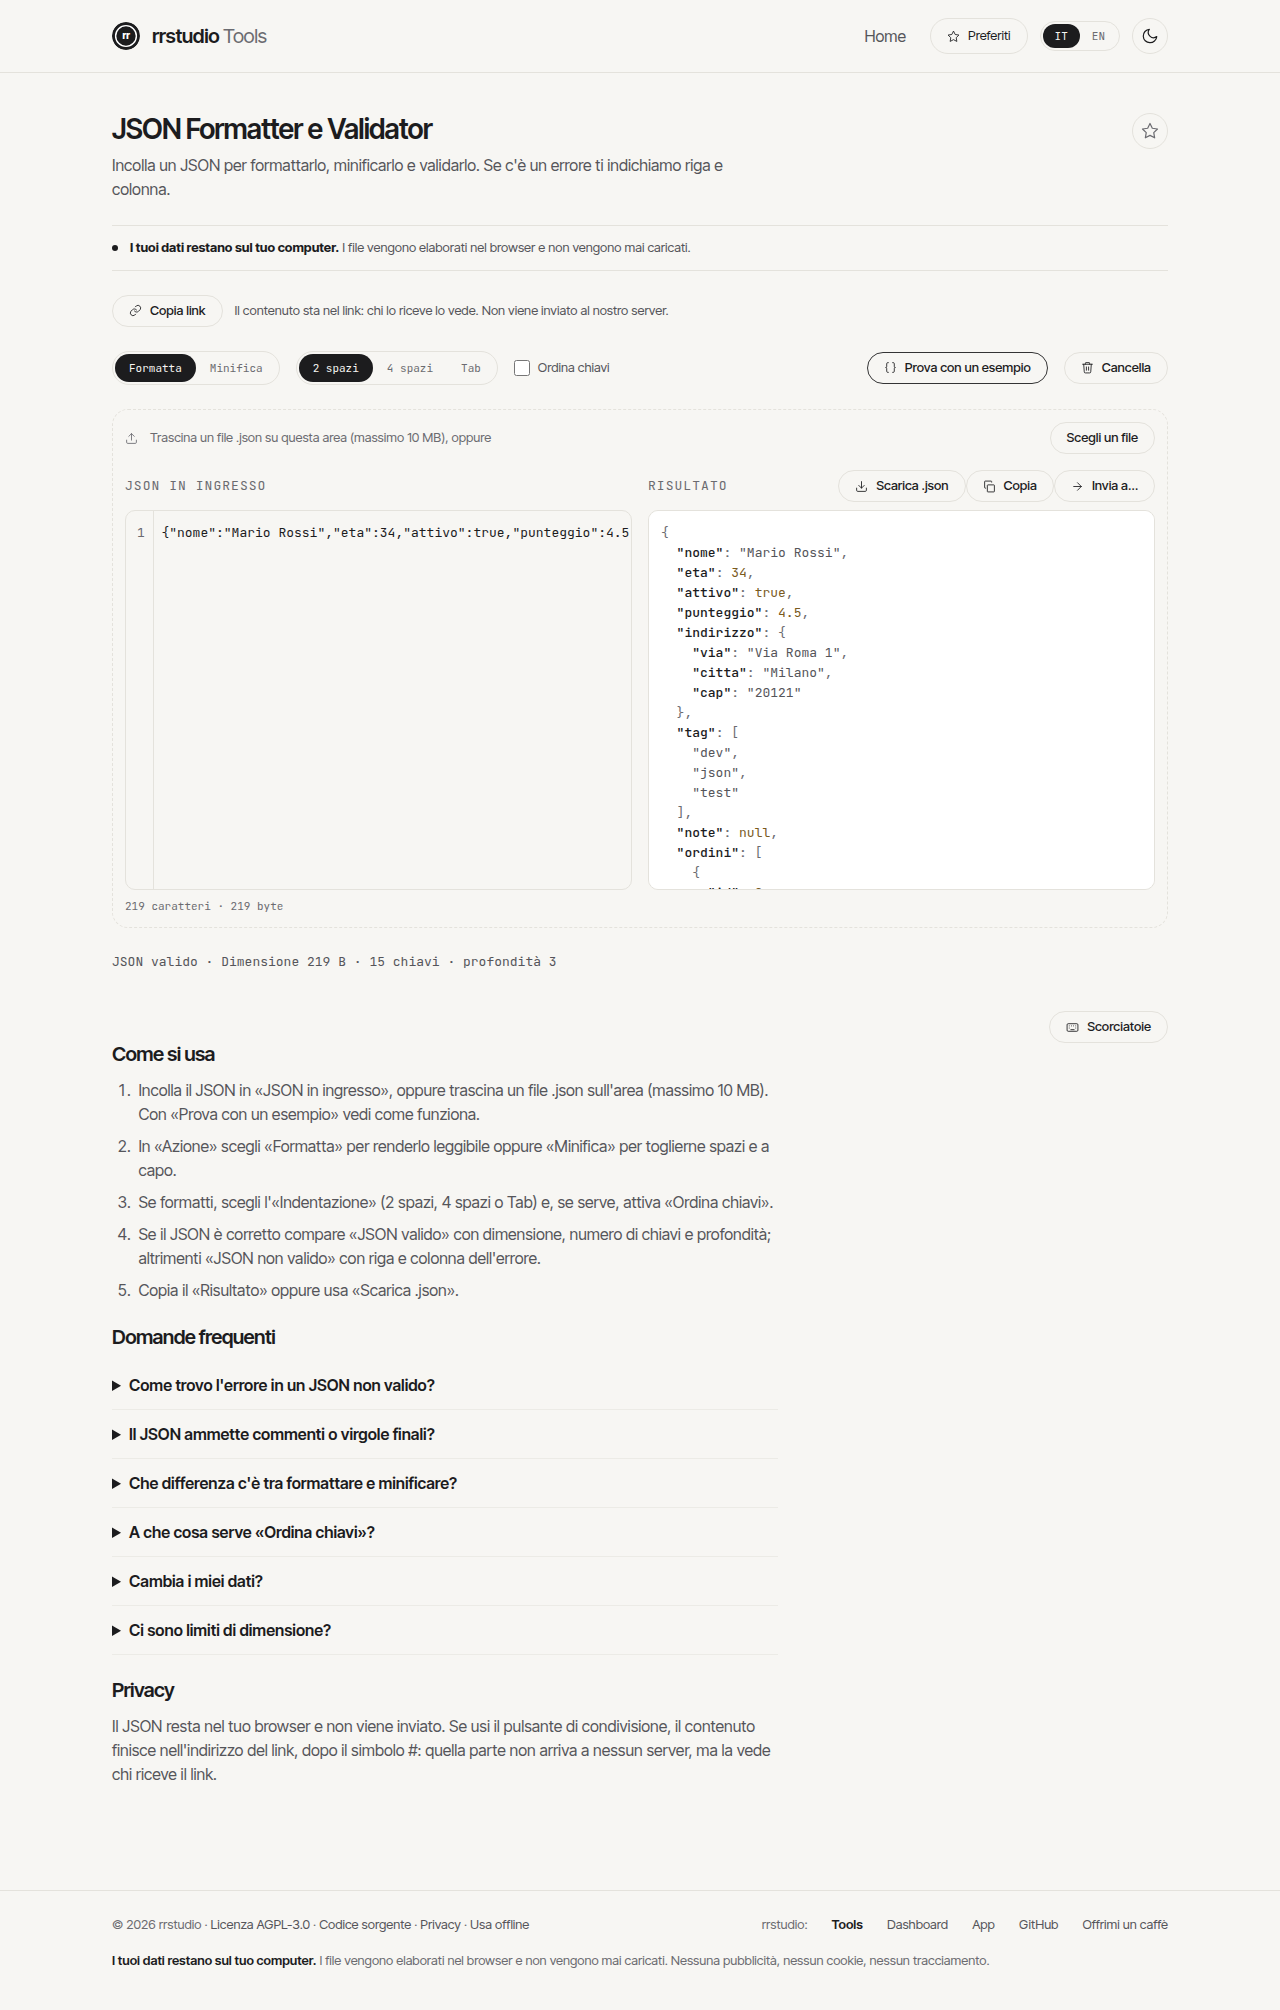 rr rrstudio Tools
Home
Preferiti
IT EN
JSON Formatter e Validator
Incolla un JSON per formattarlo, minificarlo e validarlo. Se c'è un errore ti indichiamo riga e
colonna.
I tuoi dati restano sul tuo computer. I file vengono elaborati nel browser e non vengono mai caricati.
Copia link
Il contenuto sta nel link: chi lo riceve lo vede. Non viene inviato al nostro server.
Formatta Minifica
2 spazi 4 spazi Tab
Ordina chiavi
Prova con un esempio
Cancella
Trascina un file .json su questa area (massimo 10 MB), oppure
Scegli un file
JSON IN INGRESSO
1 {"nome":"Mario Rossi","eta":34,"attivo":true,"punteggio":4.5
219 caratteri · 219 byte
RISULTATO
Scarica .json
Copia
Invia a...
{
"nome": "Mario Rossi",
"eta": 34,
"attivo": true,
"punteggio": 4.5,
"indirizzo": {
"via": "Via Roma 1",
"citta": "Milano",
"cap": "20121"
},
"tag": [
"dev",
"json",
"test"
],
"note": null,
"ordini": [
{
JSON valido · Dimensione 219 B · 15 chiavi · profondità 3
Scorciatoie
Come si usa
1. Incolla il JSON in «JSON in ingresso», oppure trascina un file .json sull'area (massimo 10 MB).
Con «Prova con un esempio» vedi come funziona.
2. In «Azione» scegli «Formatta» per renderlo leggibile oppure «Minifica» per toglierne spazi e a
capo.
3. Se formatti, scegli l'«Indentazione» (2 spazi, 4 spazi o Tab) e, se serve, attiva «Ordina chiavi».
4. Se il JSON è corretto compare «JSON valido» con dimensione, numero di chiavi e profondità;
altrimenti «JSON non valido» con riga e colonna dell'errore.
5. Copia il «Risultato» oppure usa «Scarica .json».
Domande frequenti
Come trovo l'errore in un JSON non valido?
Il JSON ammette commenti o virgole finali?
Che differenza c'è tra formattare e minificare?
A che cosa serve «Ordina chiavi»?
Cambia i miei dati?
Ci sono limiti di dimensione?
Privacy
Il JSON resta nel tuo browser e non viene inviato. Se usi il pulsante di condivisione, il contenuto
finisce nell'indirizzo del link, dopo il simbolo #: quella parte non arriva a nessun server, ma la vede
chi riceve il link.
© 2026 rrstudio · Licenza AGPL-3.0 · Codice sorgente · Privacy · Usa offline
rrstudio: Tools Dashboard App GitHub Offrimi un caffè
I tuoi dati restano sul tuo computer. I file vengono elaborati nel browser e non vengono mai caricati. Nessuna pubblicità, nessun cookie, nessun tracciamento.